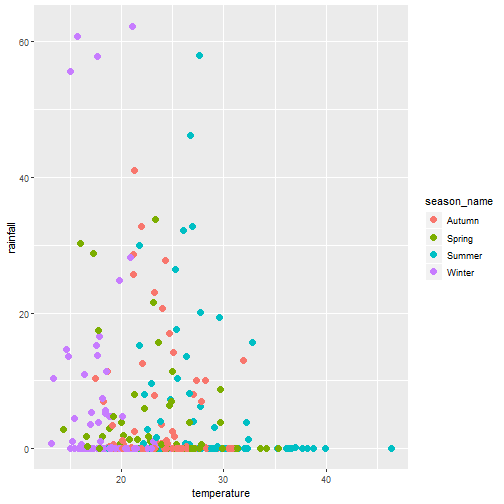 60
40
20
0
rainfall
20
30
40
temperature
season_name
Autumn
Spring
Summer
Winter